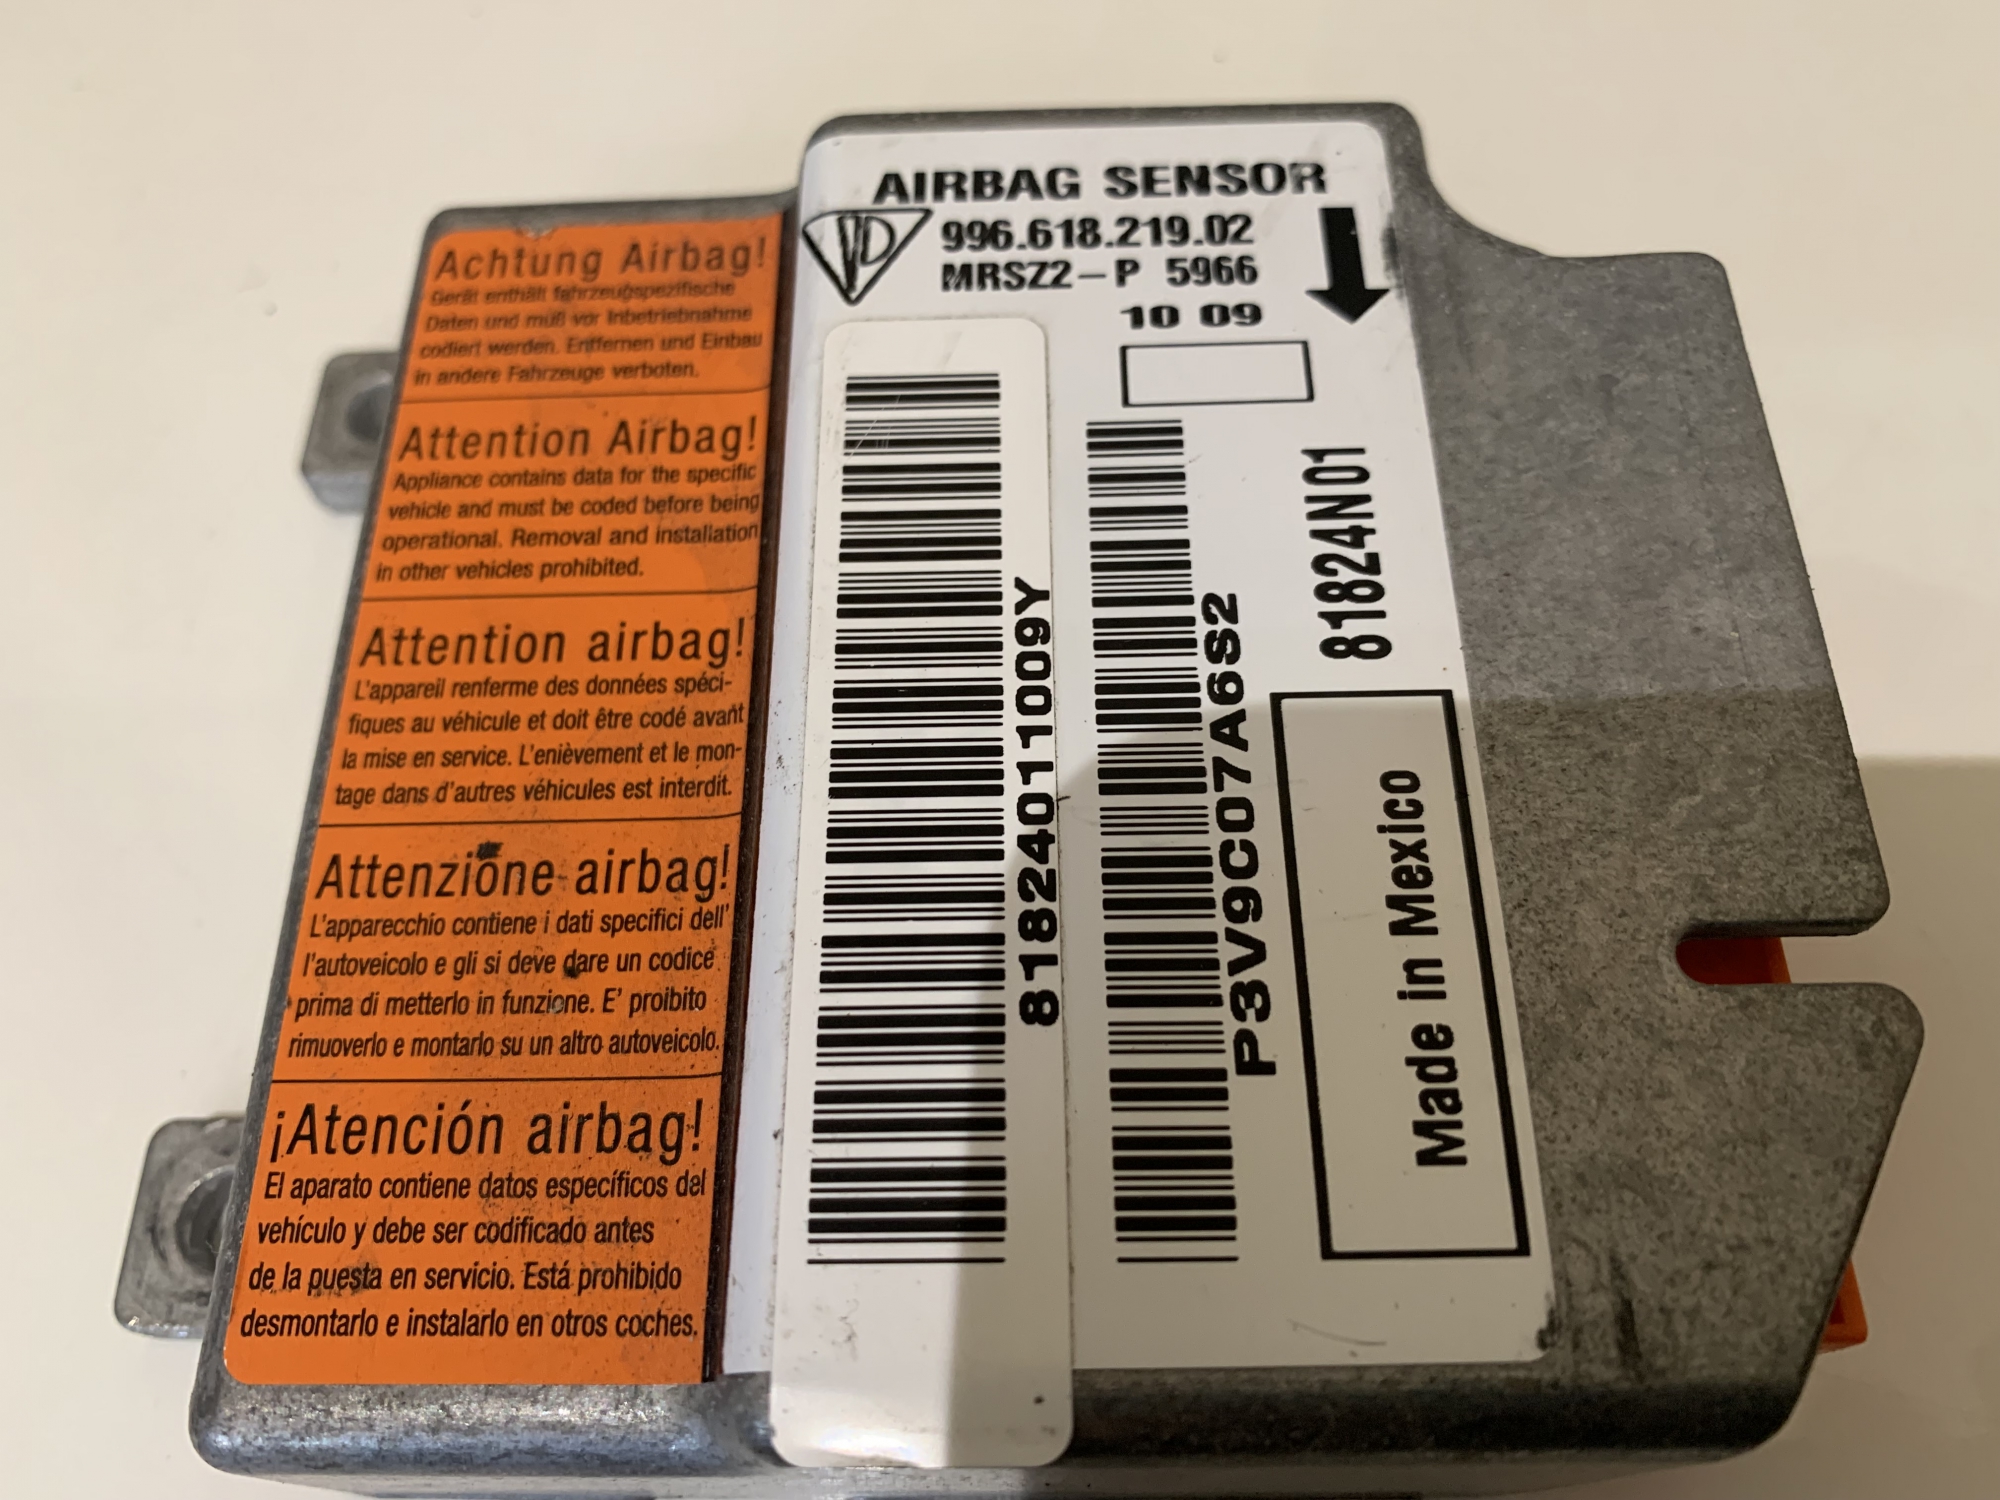 Achtung Airbag!
Gerät enthält fahrzeugspezifische
Daten und muß vor Inbetriebnahme
codiert werden. Entfernen und Einbau
in andere Fahrzeuge verboten.
Attention Airbag!
Appliance contains data for the specific
vehicle and must be coded before being
operational. Removal and installation
in other vehicles prohibited.
Attention airbag!
L'appareil renferme des données spéci-
fiques au véhicule et doit être codé avant
la mise en service. L'enièvement et le mon-
tage dans d'autres véhicules est interdit.
Attenzione airbag!
L'apparecchio contiene i dati specifici dell'
l'autoveicolo e gli si deve dare un codice
prima di metterlo in funzione. E' proibito
rimuoverlo e montarlo su un altro autoveicolo.
¡Atención airbag!
El aparato contiene datos específicos del
vehículo y debe ser codificado antes
de la puesta en servicio. Está prohibido
desmontarlo e instalarlo en otros coches.
AIRBAG SENSOR
996.618.219.02
MRSZ2-P 5966
10 09
81824011009Y
P3V9C07A6S2
81824N01
Made in Mexico